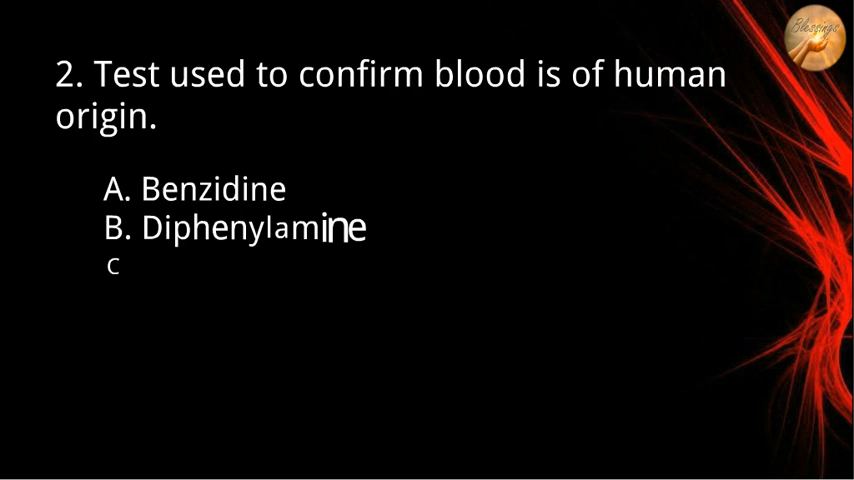 Blessings
2. Test used to confirm blood is of human
origin.
A. Benzidine
B. Diphenylamine
C